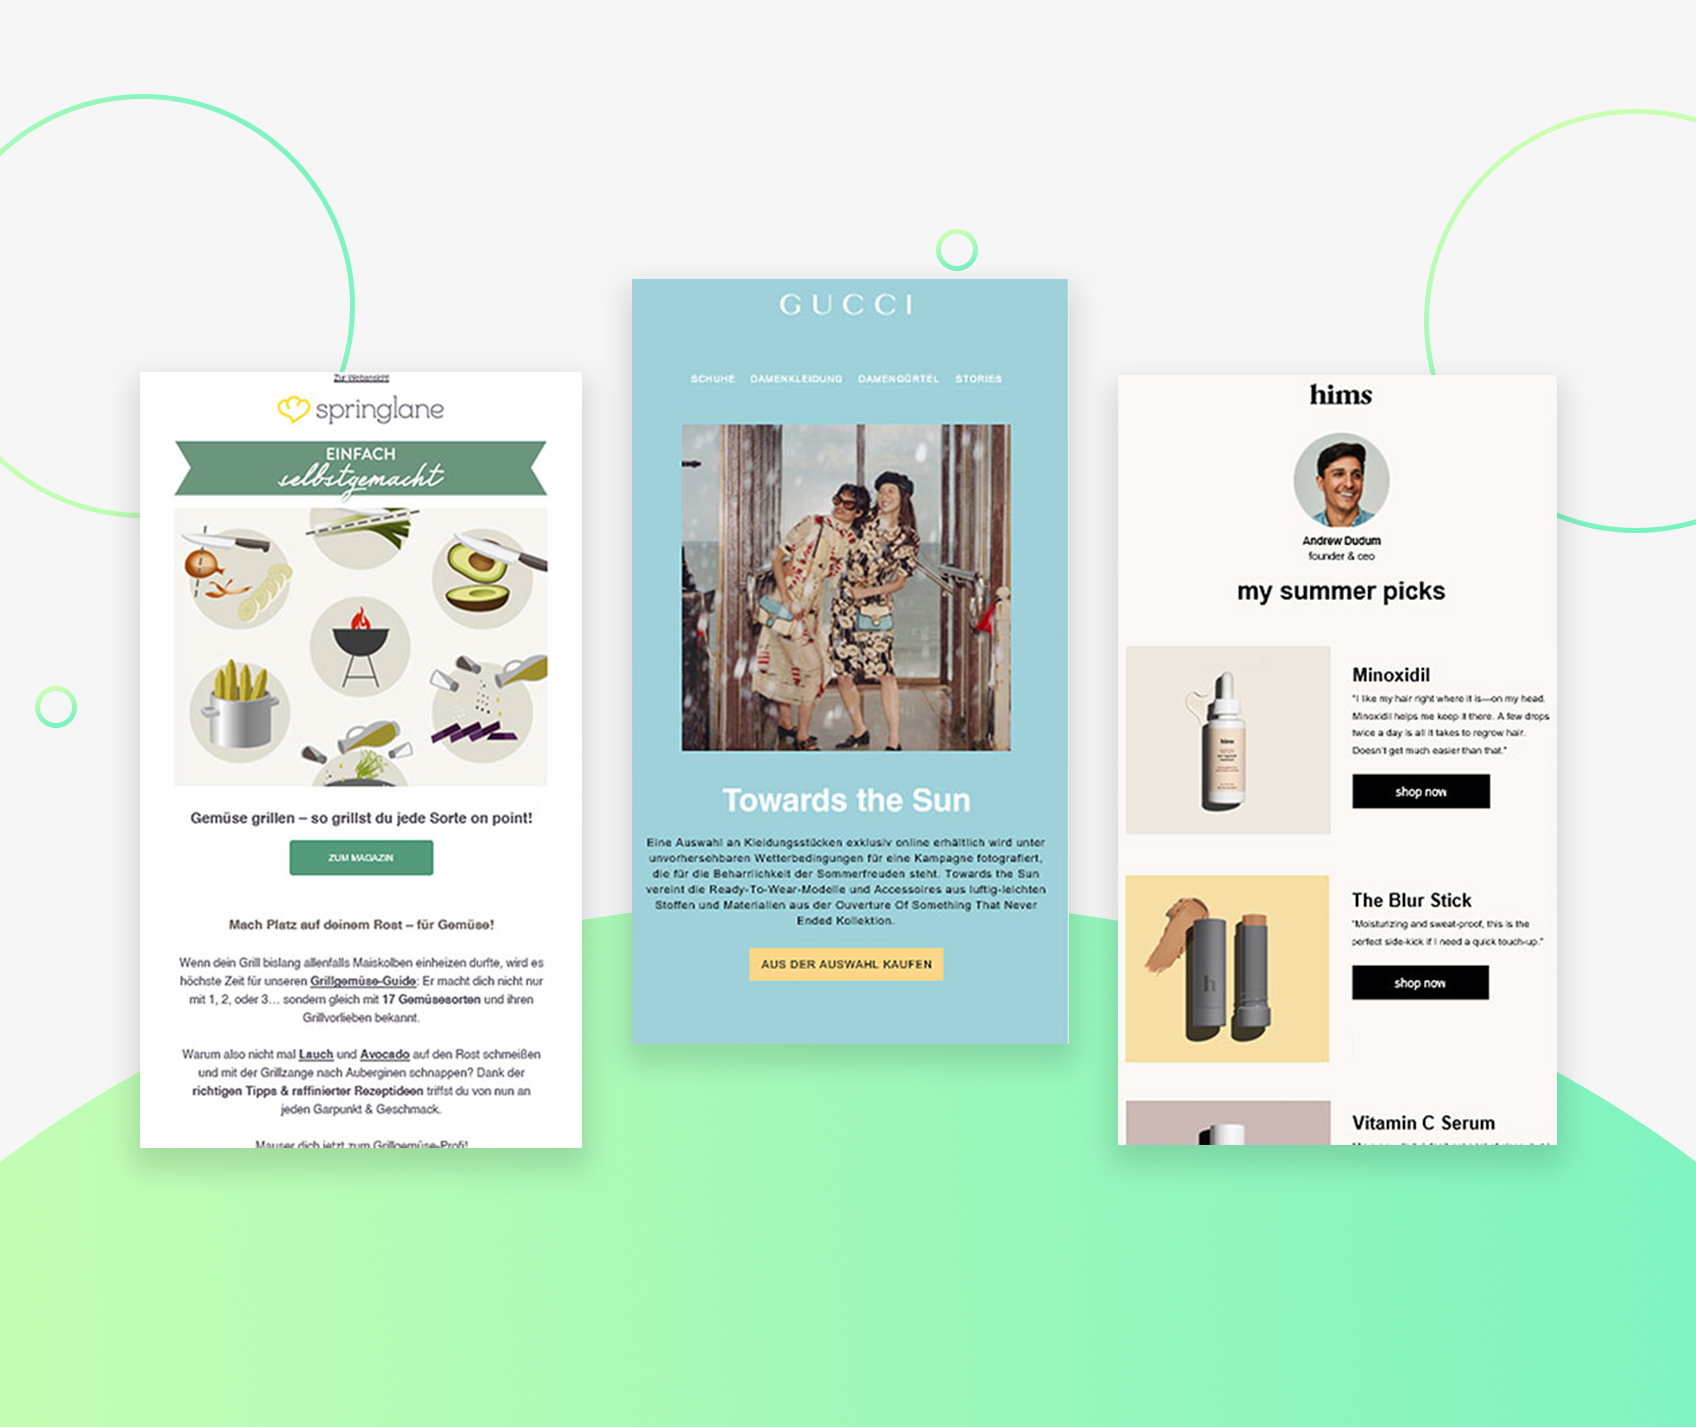 Zur Webansicht
springlane
EINFACH
selbstgemacht
Gemüse grillen – so grillst du jede Sorte on point!
ZUM MAGAZIN
Mach Platz auf deinem Rost – für Gemüse!
Wenn dein Grill bislang allenfalls Maiskolben einheizen durfte, wird es
höchste Zeit für unseren Grillgemüse-Guide: Er macht dich nicht nur
mit 1, 2, oder 3... sondern gleich mit 17 Gemüsesorten und ihren
Grillvorlieben bekannt.
Warum also nicht mal Lauch und Avocado auf den Rost schmeißen
und mit der Grillzange nach Auberginen schnappen? Dank der
richtigen Tipps & raffinierter Rezeptideen triffst du von nun an
jeden Garpunkt & Geschmack.
Mauser dich jetzt zum Grillgemüse-Profi!
GUCCI
SCHUHE DAMENKLEIDUNG DAMENGÜRTEL STORIES
Towards the Sun
Eine Auswahl an Kleidungsstücken exklusiv online erhältlich wird unter
unvorhersehbaren Wetterbedingungen für eine Kampagne fotografiert,
die für die Beharrlichkeit der Sommerfreuden steht. Towards the Sun
vereint die Ready-To-Wear-Modelle und Accessoires aus luftig-leichten
Stoffen und Materialien aus der Ouverture Of Something That Never
Ended Kollektion.
AUS DER AUSWAHL KAUFEN
hims
Andrew Dudum
founder & ceo
my summer picks
hims
Minoxidil
"I like my hair right where it is—on my head.
Minoxidil helps me keep it there. A few drops
twice a day is all it takes to regrow hair.
Doesn't get much easier than that."
shop now
h
The Blur Stick
"Moisturizing and sweat-proof, this is the
perfect side-kick if I need a quick touch-up."
shop now
Vitamin C Serum